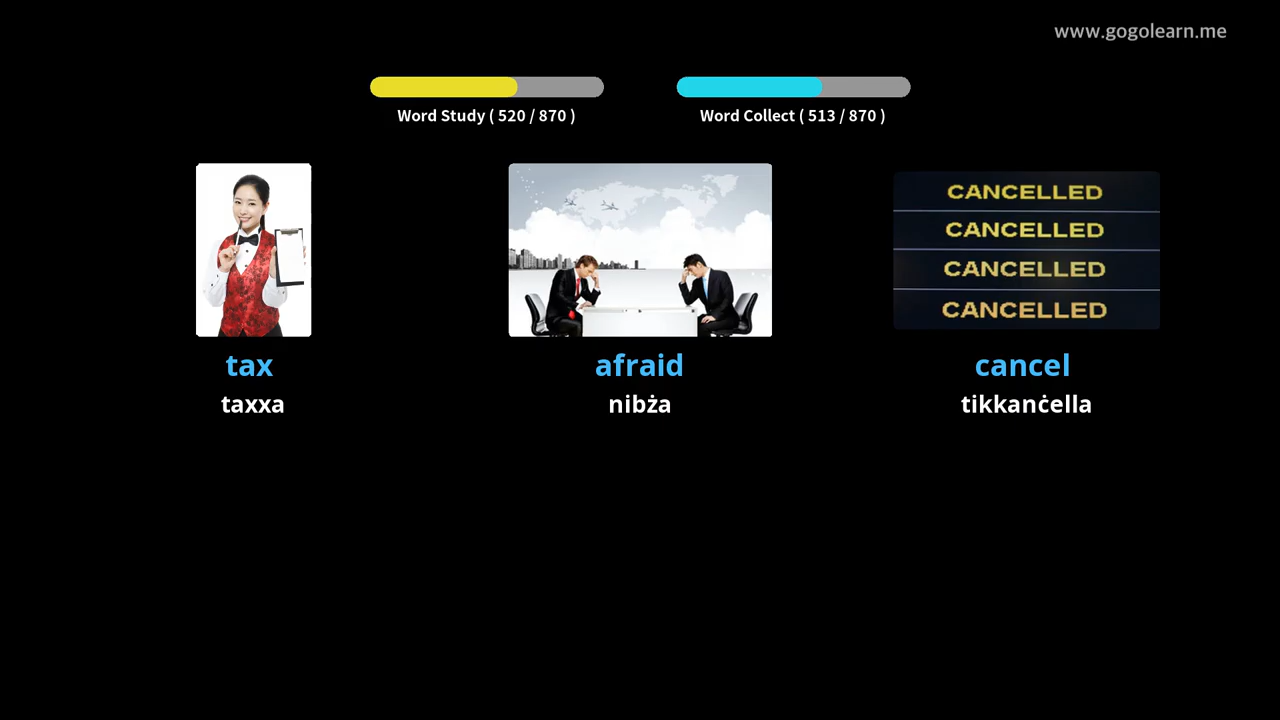 www.gogolearn.me
Word Study ( 520 / 870 )
Word Collect ( 513 / 870 )
CANCELLED
CANCELLED
CANCELLED
CANCELLED
tax
afraid
cancel
taxxa
nibża
tikkanċella